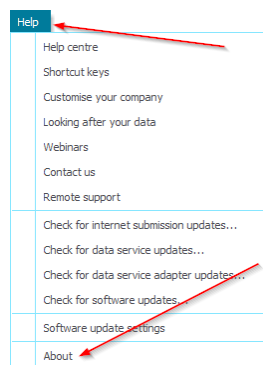 Help
Help centre
Shortcut keys
Customise your company
Looking after your data
Webinars
Contact us
Remote support
Check for internet submission updates...
Check for data service updates...
Check for data service adapter updates...
Check for software updates...
Software update settings
About